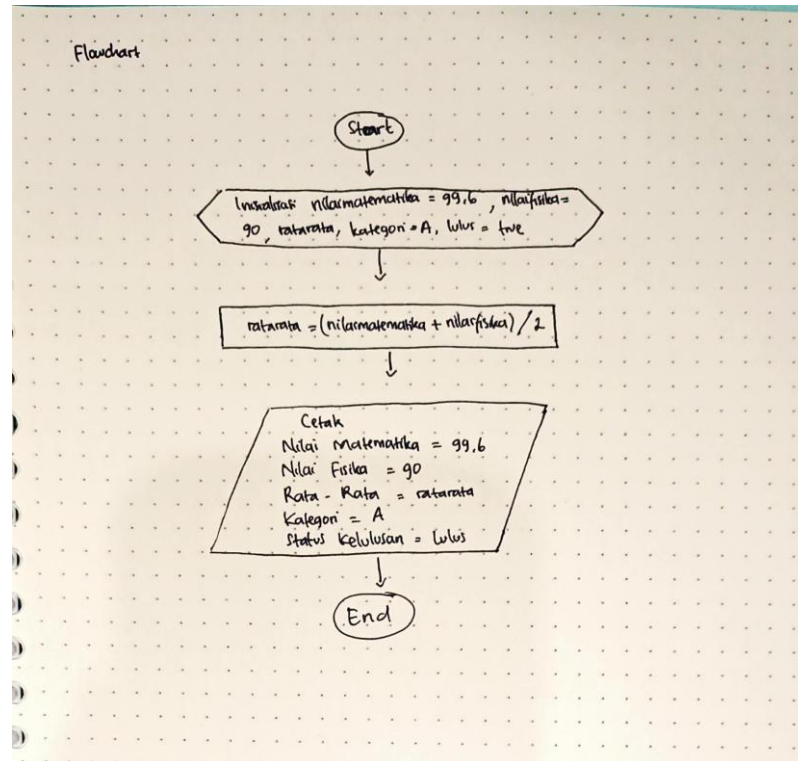 Flowchart
Start
Inisialisasi nilaimatematika = 99,6 , nilaifisika =
90, ratarata, kategori = A, lulus = true
ratarata = (nilaimatematika + nilaifisika) / 2
Cetak
Nilai Matematika = 99,6
Nilai Fisika = 90
Rata - Rata = ratarata
Kategori = A
Status Kelulusan = Lulus
End